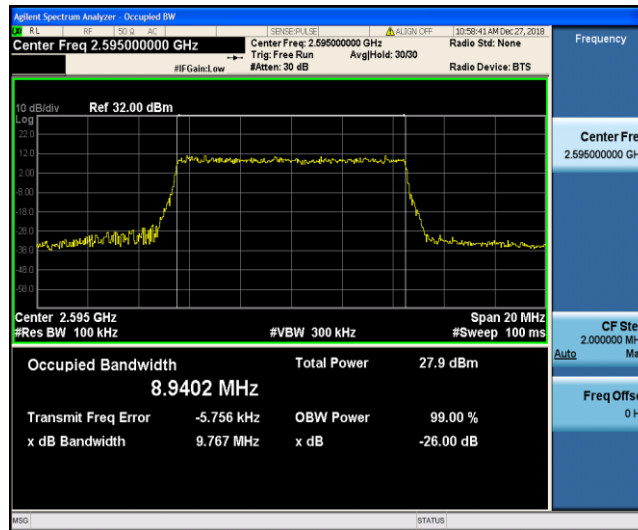 Agilent Spectrum Analyzer - Occupied BW
RL RF 50 Ω AC SENSE:PULSE ALIGN OFF 10:58:41 AM Dec 27, 2018
Center Freq 2.595000000 GHz
Center Freq: 2.595000000 GHz
Radio Std: None
Trig: Free Run Avg|Hold: 30/30
#IFGain:Low #Atten: 30 dB Radio Device: BTS
10 dB/div Ref 32.00 dBm
Log
22.0
12.0
2.00
-8.00
-18.0
-28.0
-38.0
-48.0
-58.0
Center 2.595 GHz Span 20 MHz
#Res BW 100 kHz #VBW 300 kHz #Sweep 100 ms
Occupied Bandwidth Total Power 27.9 dBm
8.9402 MHz
Transmit Freq Error -5.756 kHz OBW Power 99.00 %
x dB Bandwidth 9.767 MHz x dB -26.00 dB
MSG STATUS
Frequency
Center Fre
2.595000000 GH
CF Ste
2.000000 MH
Auto Ma
Freq Offse
0 H